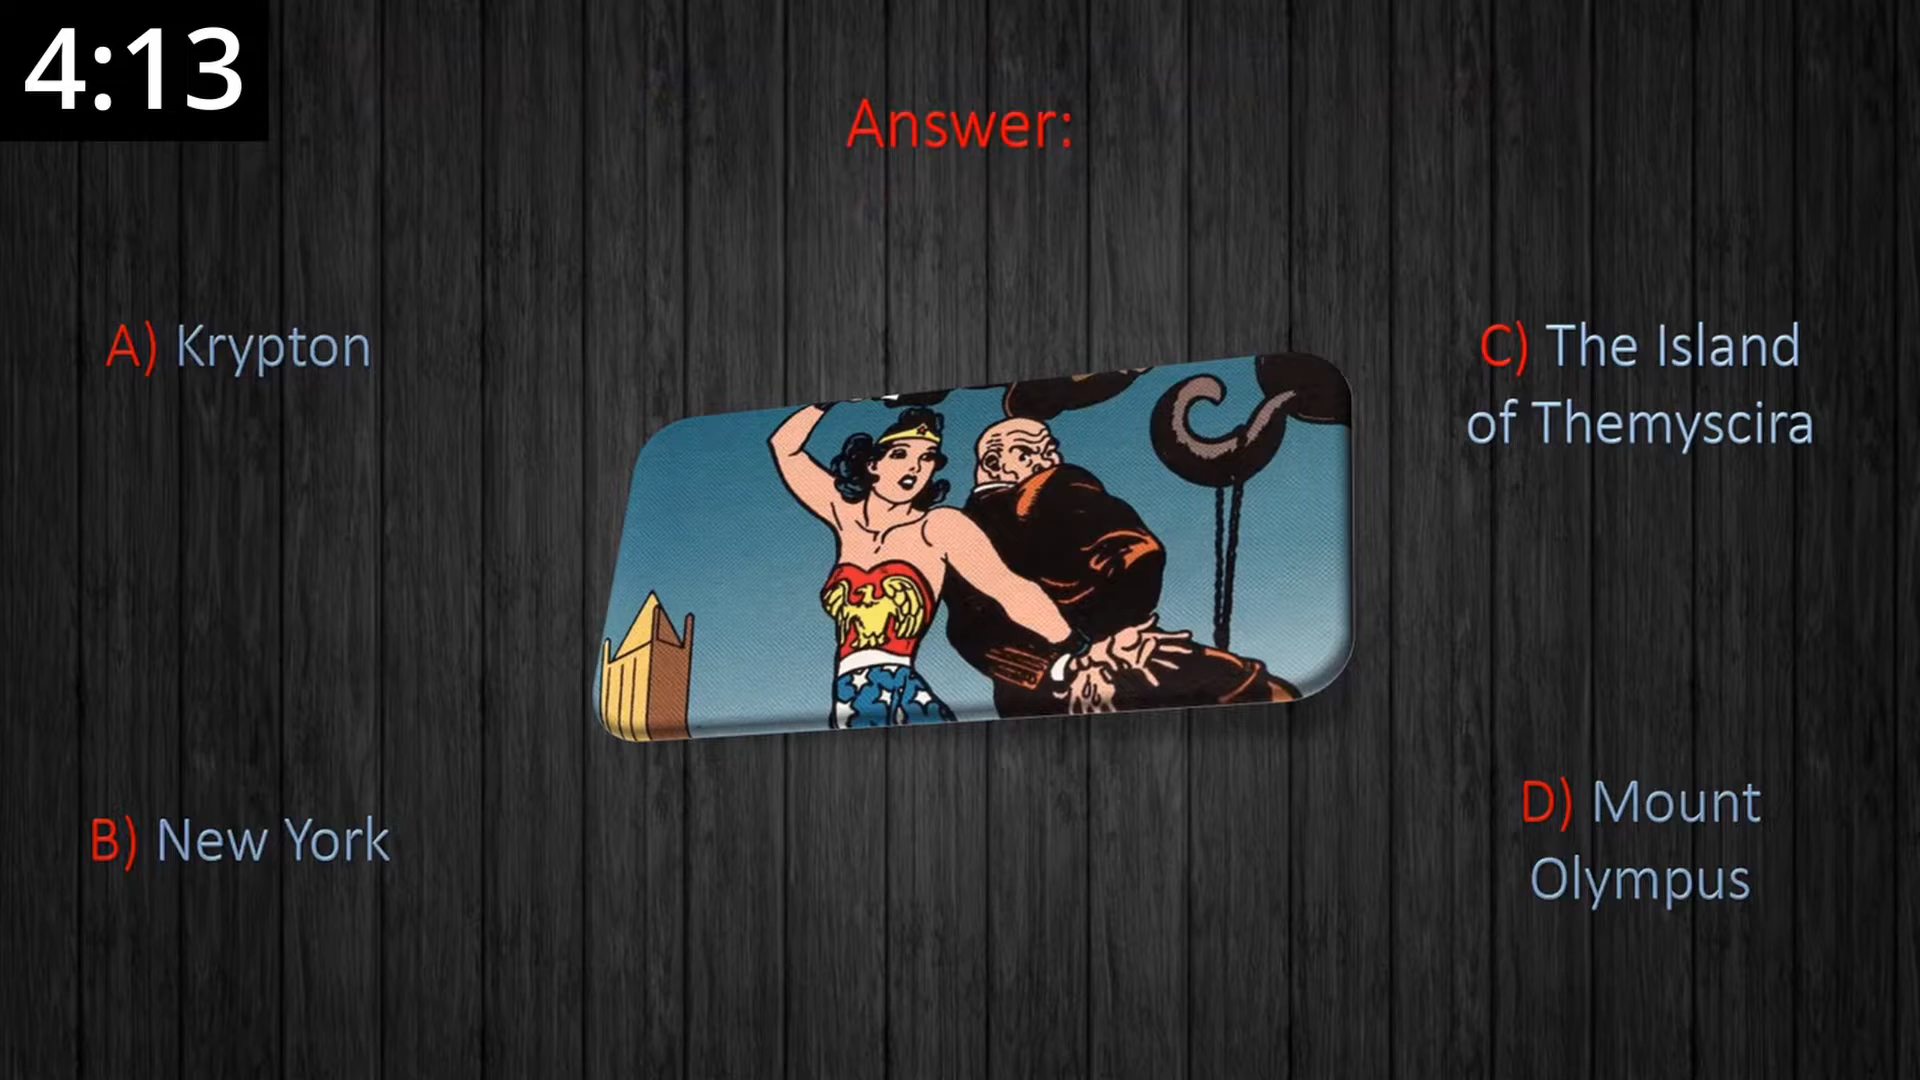 4:13
Answer:
A) Krypton
C) The Island
of Themyscira
B) New York
D) Mount
Olympus